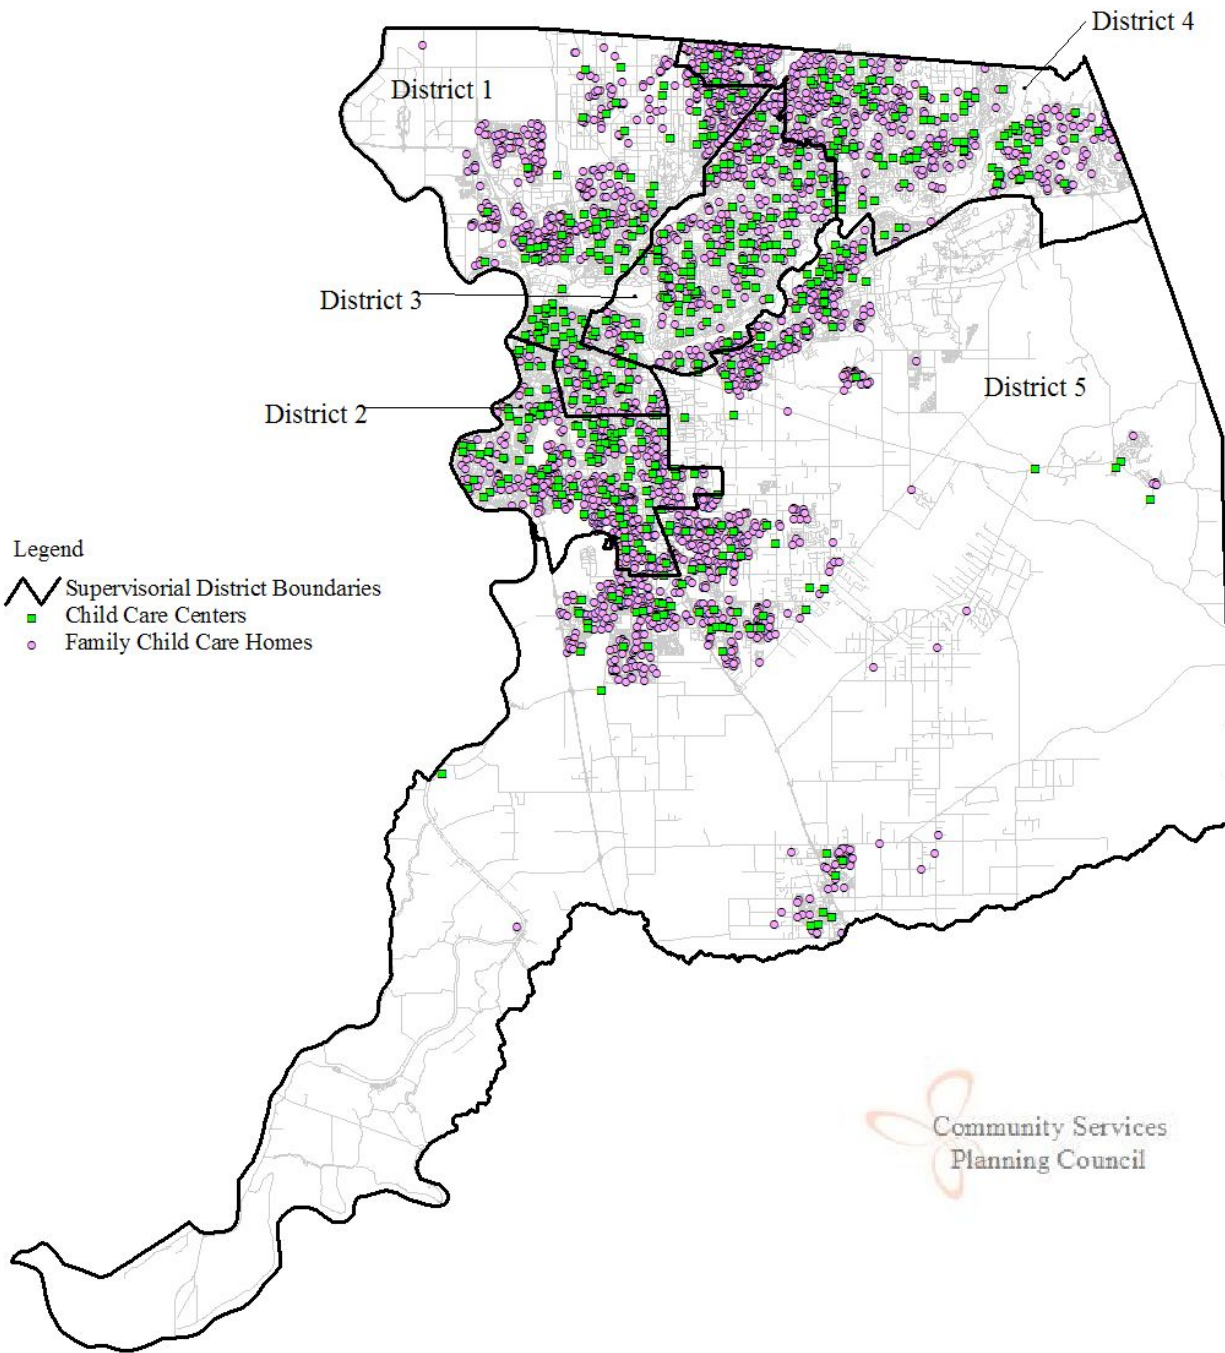 District 4
District 1
District 3
District 5
District 2
Legend
Supervisorial District Boundaries
Child Care Centers
Family Child Care Homes
Community Services
Planning Council